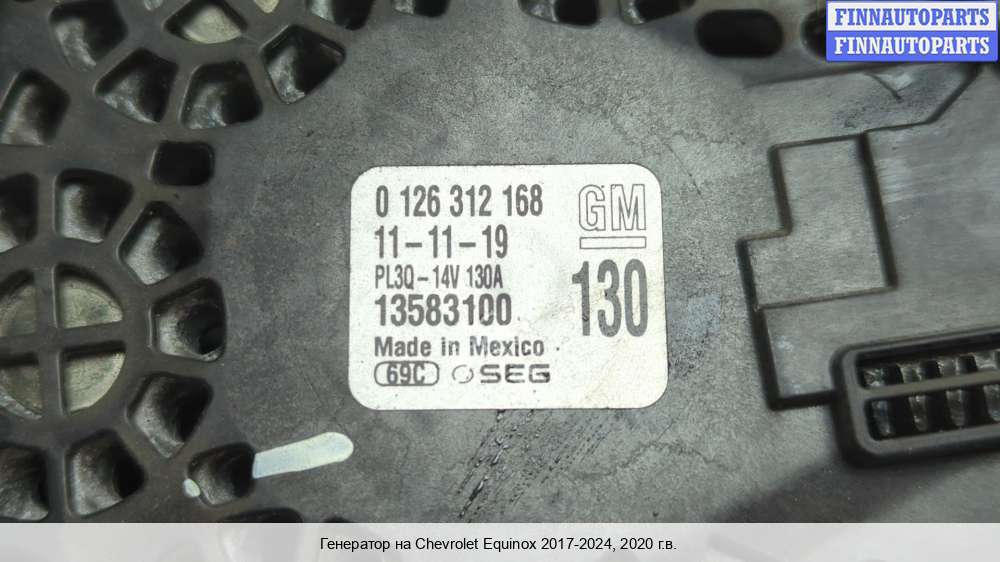 FINNAUTOPARTS
FINNAUTOPARTS
0 126 312 168
GM
11-11-19
PL3Q-14V 130A
130
13583100
Made in Mexico
69C SEG
Генератор на Chevrolet Equinox 2017-2024, 2020 г.в.